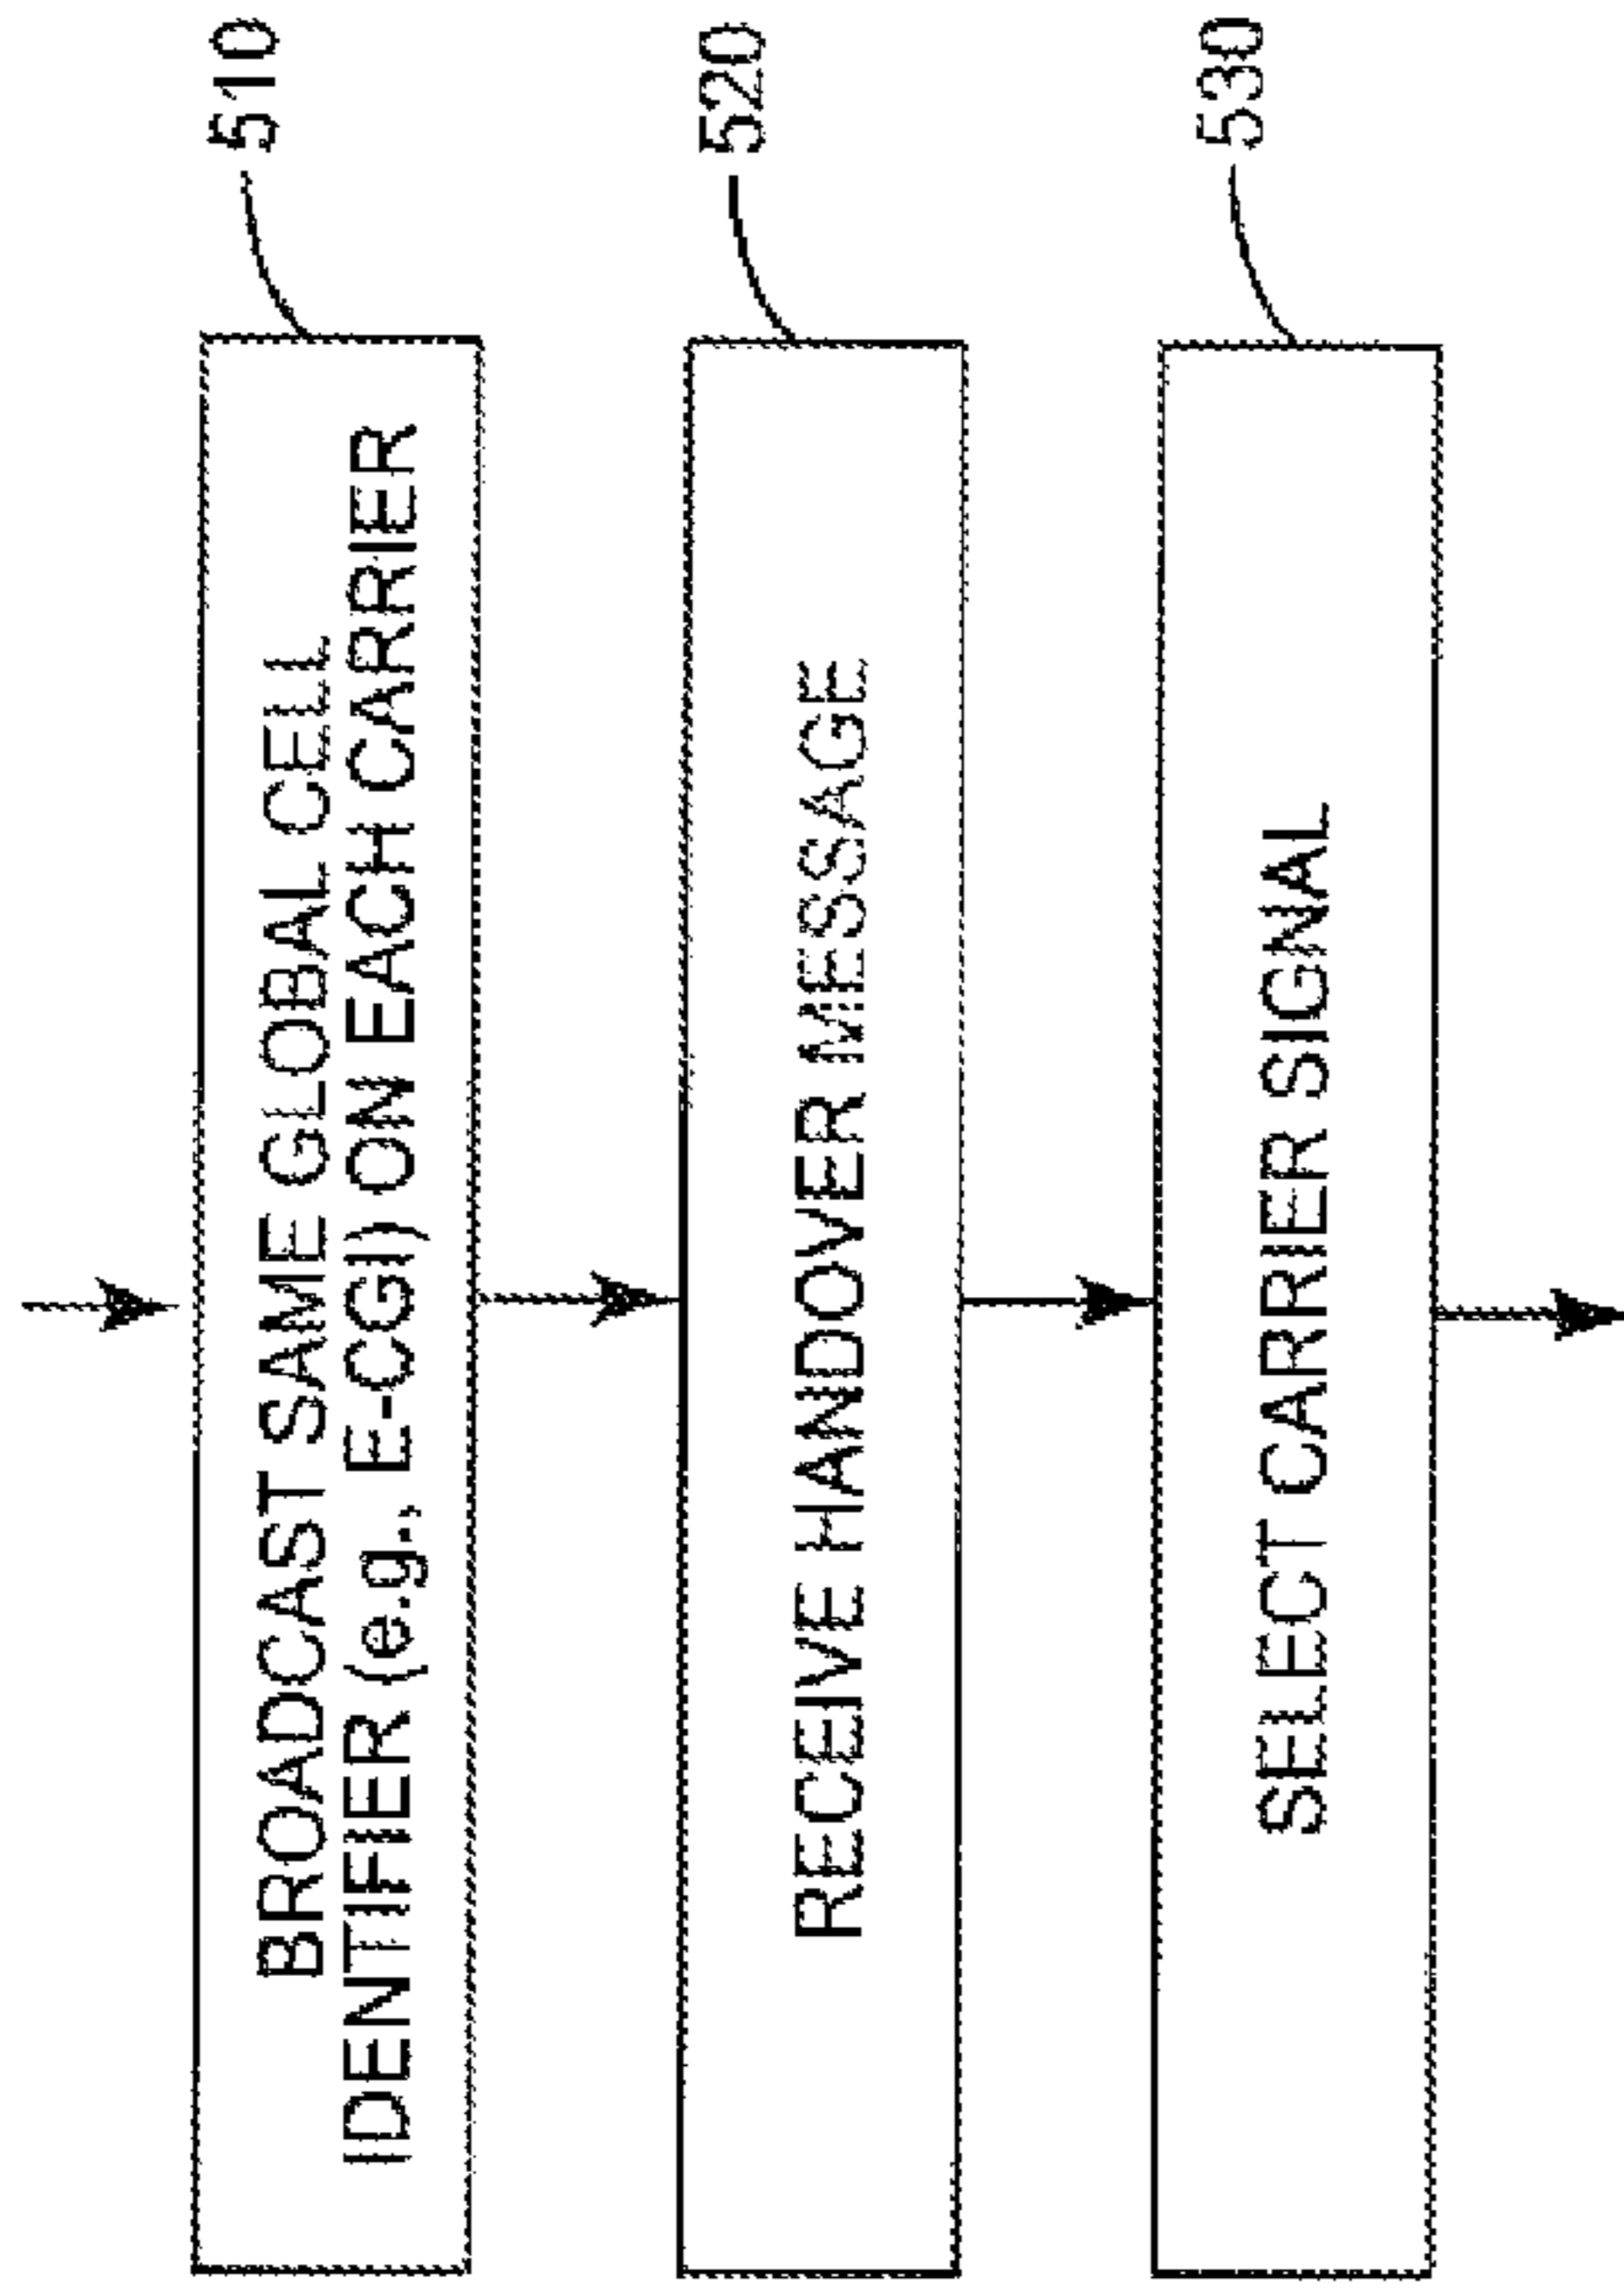 510
BROADCAST SAME GLOBAL CELL
IDENTIFIER (e.g., E-CGI) ON EACH CARRIER
520
RECEIVE HANDOVER MESSAGE
530
SELECT CARRIER SIGNAL